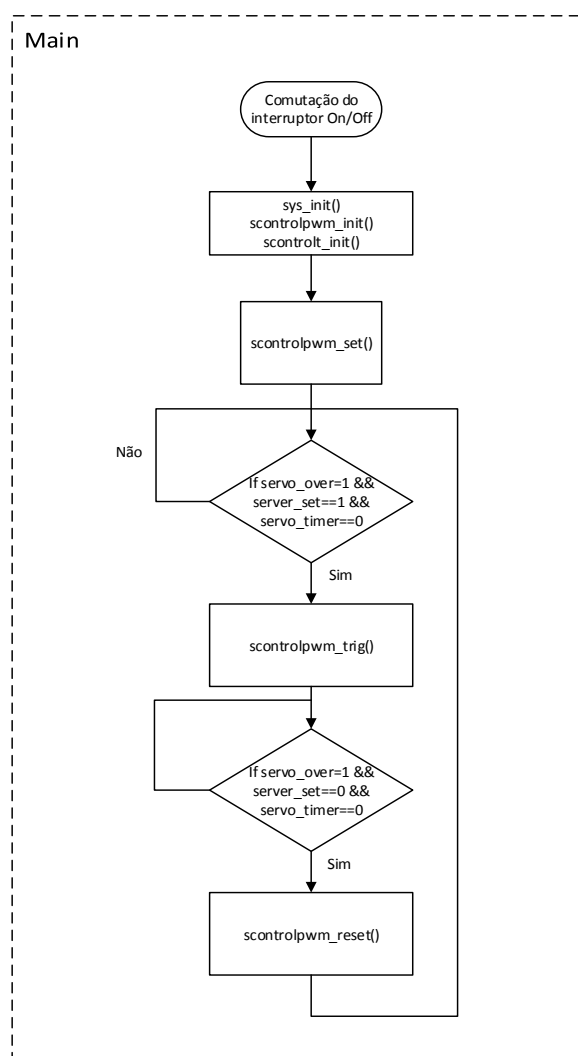 Main
Comutação do
interruptor On/Off
sys_init()
scontrolpwm_init()
scontrolt_init()
scontrolpwm_set()
Não
If servo_over=1 &&
server_set==1 &&
servo_timer==0
Sim
scontrolpwm_trig()
If servo_over=1 &&
server_set==0 &&
servo_timer==0
Sim
scontrolpwm_reset()